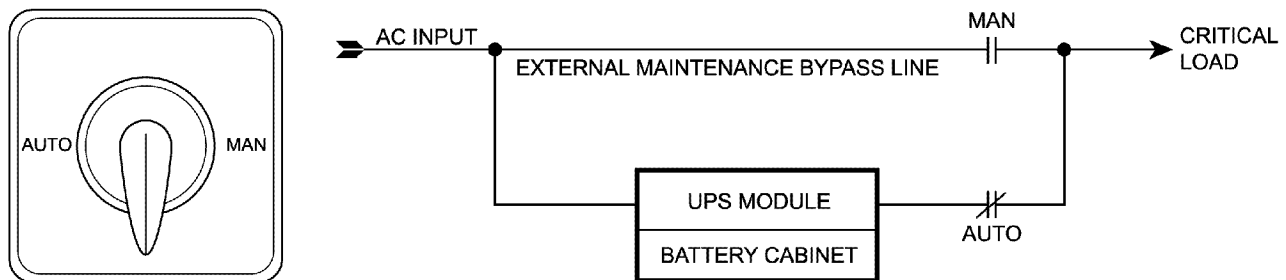 AUTO
MAN
AC INPUT
EXTERNAL MAINTENANCE BYPASS LINE
MAN
CRITICAL
LOAD
UPS MODULE
BATTERY CABINET
AUTO